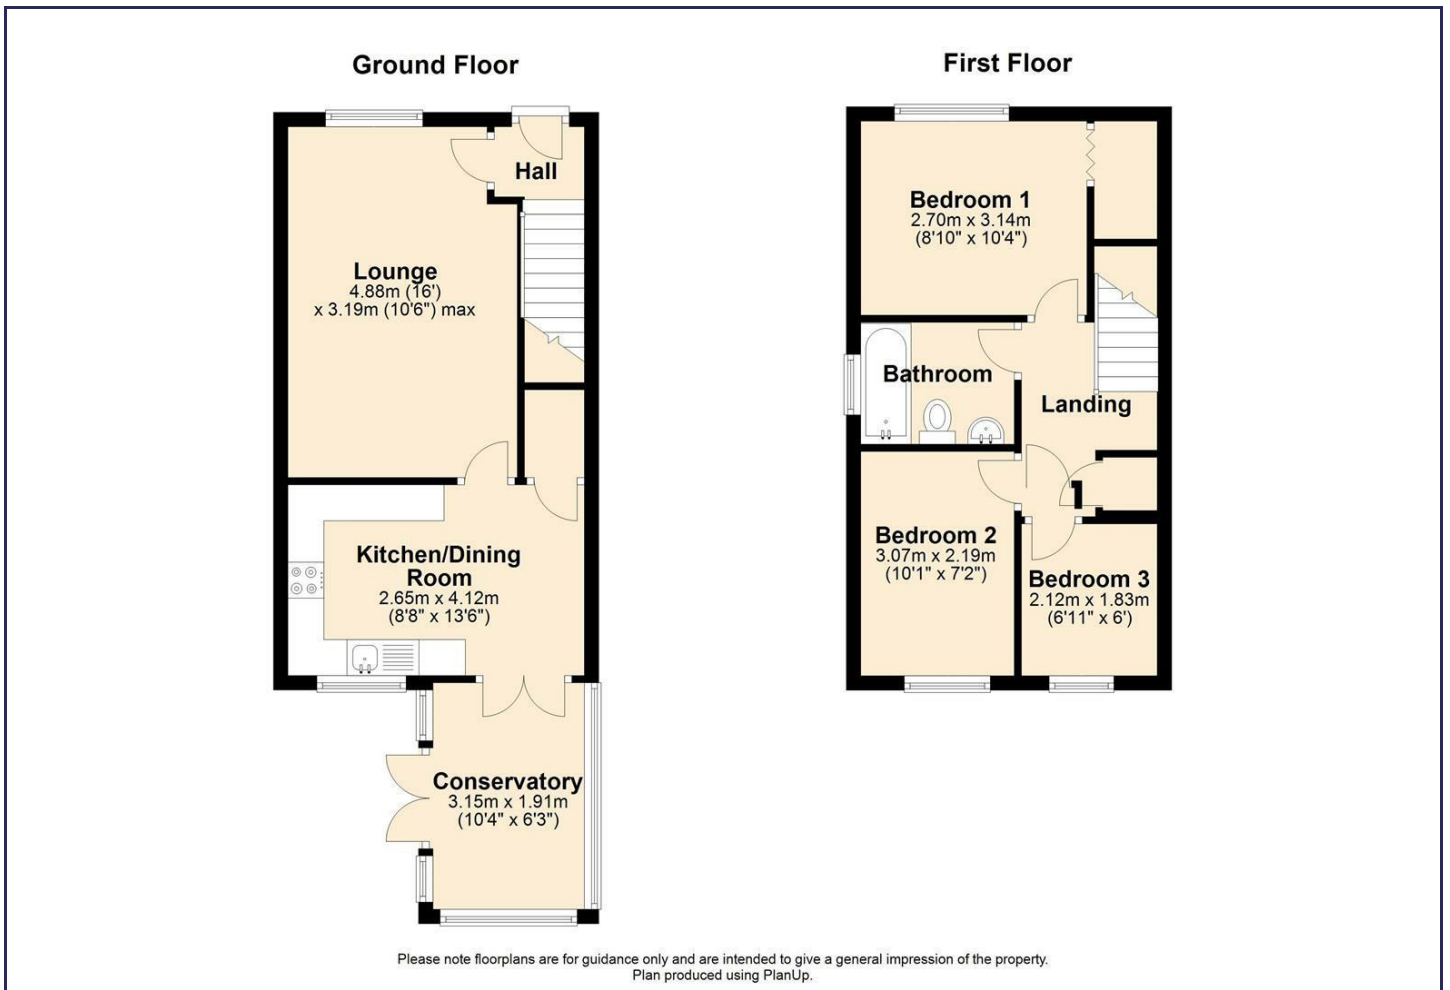 Ground Floor
First Floor
Hall
Lounge
4.88m (16')
x 3.19m (10'6") max
Kitchen/Dining
Room
2.65m x 4.12m
(8'8" x 13'6")
Conservatory
3.15m x 1.91m
(10'4" x 6'3")
Bedroom 1
2.70m x 3.14m
(8'10" x 10'4")
Bathroom
Landing
Bedroom 2
3.07m x 2.19m
(10'1" x 7'2")
Bedroom 3
2.12m x 1.83m
(6'11" x 6')
Please note floorplans are for guidance only and are intended to give a general impression of the property.
Plan produced using PlanUp.